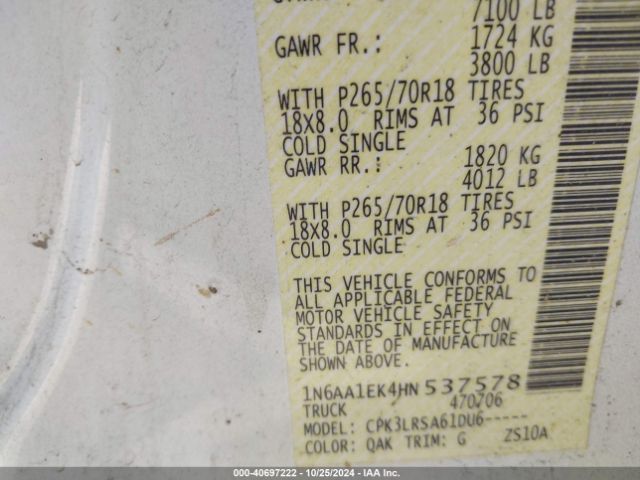 7100 LB
GAWR FR.: 1724 KG
3800 LB
WITH P265/70R18 TIRES
18X8.0 RIMS AT 36 PSI
COLD SINGLE
GAWR RR.: 1820 KG
4012 LB
WITH P265/70R18 TIRES
18X8.0 RIMS AT 36 PSI
COLD SINGLE
THIS VEHICLE CONFORMS TO
ALL APPLICABLE FEDERAL
MOTOR VEHICLE SAFETY
STANDARDS IN EFFECT ON
THE DATE OF MANUFACTURE
SHOWN ABOVE.
1N6AA1EK4HN 537578
TRUCK 470706
MODEL: CPK3LRSA61DU6-----
COLOR: QAK TRIM: G ZS10A
000-40697222 - 10/25/2024 - IAA Inc.